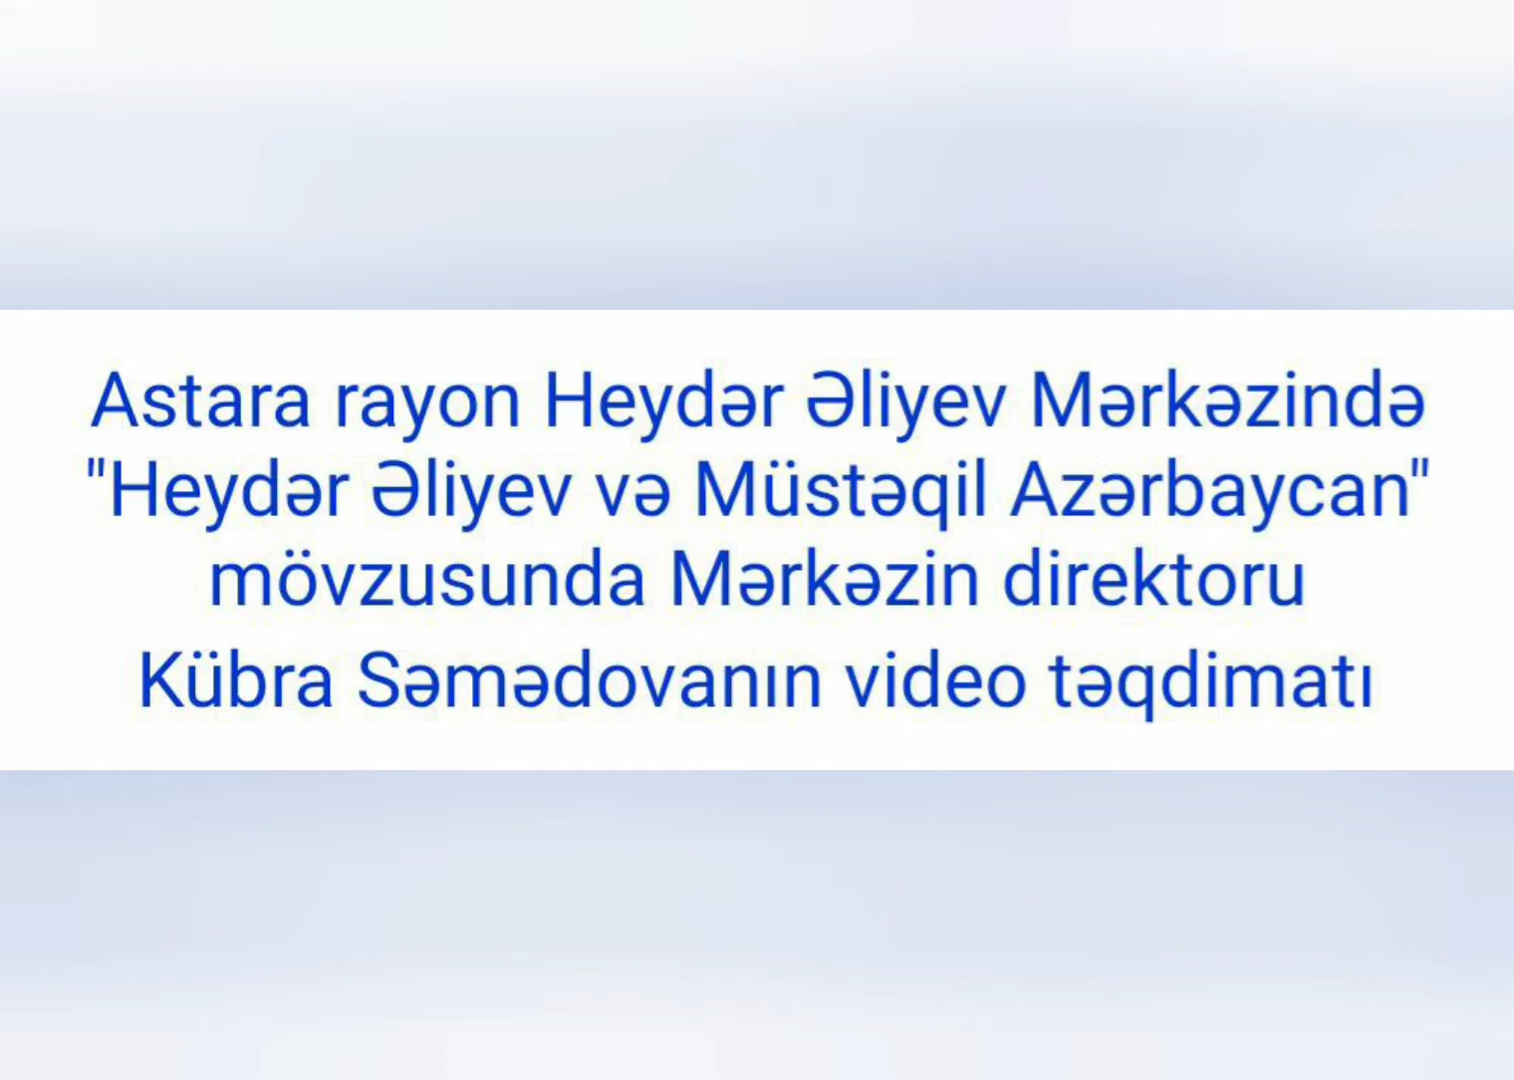 Astara rayon Heydər Əliyev Mərkəzində
"Heydər Əliyev və Müstəqil Azərbaycan"
mövzusunda Mərkəzin direktoru
Kübra Səmədovanın video təqdimatı